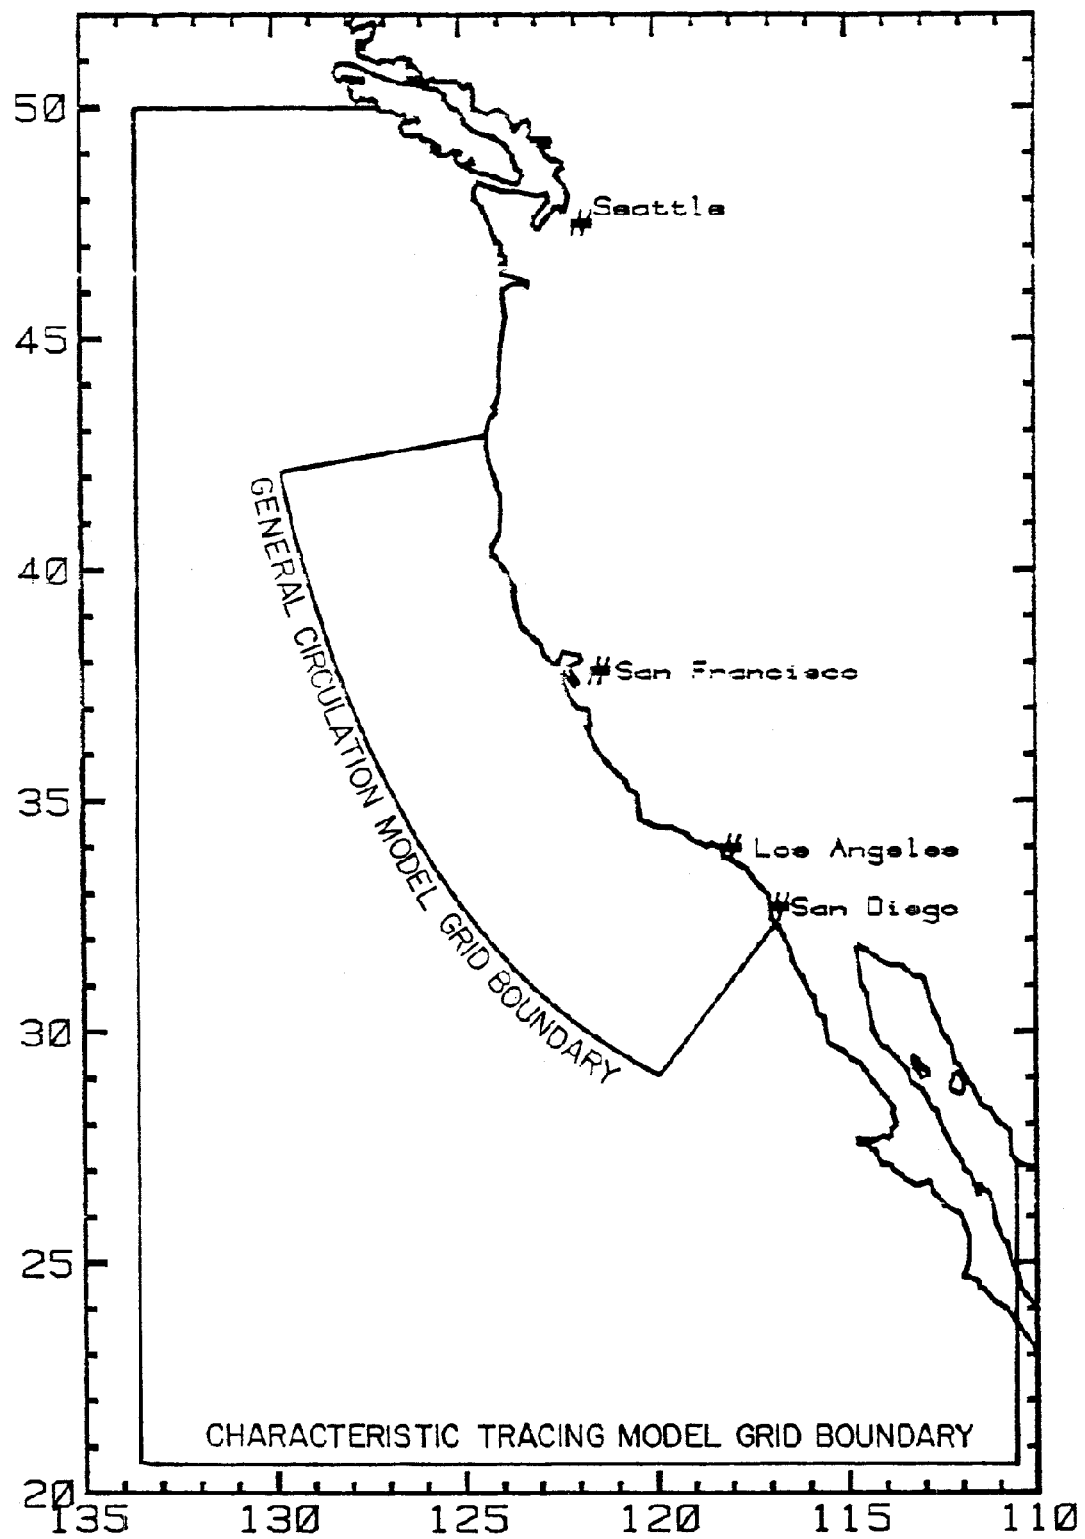 50
Seattle
45
GENERAL CIRCULATION MODEL GRID BOUNDARY
40
San Francisco
35
Los Angeles
San Diego
30
25
CHARACTERISTIC TRACING MODEL GRID BOUNDARY
20
135 130 125 120 115 110